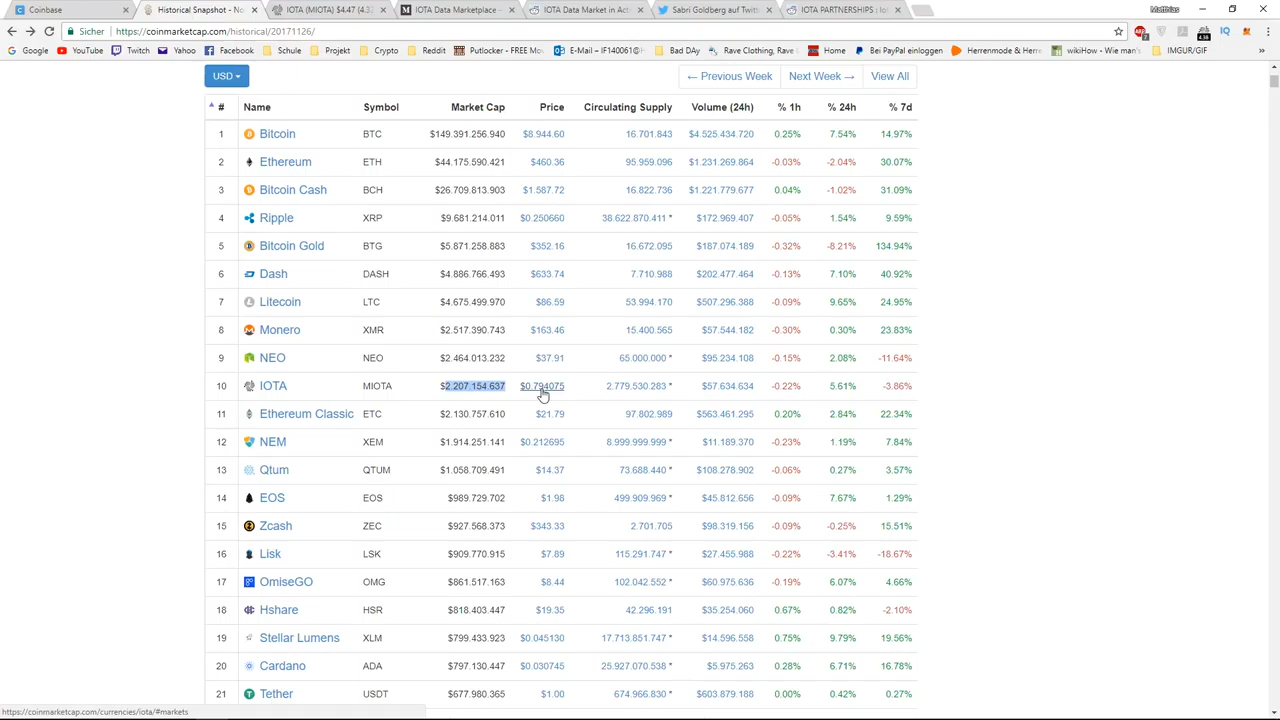 Coinbase × Historical Snapshot - No × IOTA (MIOTA) $4.47 (4.32 × IOTA Data Marketplace – × IOTA Data Market in Act × Sabri Goldberg auf Twitt × IOTA PARTNERSHIPS : Iot × Matthias
Sicher https://coinmarketcap.com/historical/20171126/
Google YouTube Twitch Yahoo Facebook Schule Projekt Crypto Reddit Putlocker - FREE Mov E-Mail – IF140061 Bad DAy Rave Clothing, Rave Home Bei PayPal einloggen Herrenmode & Herre wikiHow - Wie man's IMGUR/GIF »
USD ← Previous Week Next Week → View All
# Name Symbol Market Cap Price Circulating Supply Volume (24h) % 1h % 24h % 7d
1 Bitcoin BTC $149.391.256.940 $8.944.60 16.701.843 $4.525.434.720 0.25% 7.54% 14.97%
2 Ethereum ETH $44.175.590.421 $460.36 95.959.096 $1.231.269.864 -0.03% -2.04% 30.07%
3 Bitcoin Cash BCH $26.709.813.903 $1.587.72 16.822.736 $1.221.779.677 0.04% -1.02% 31.09%
4 Ripple XRP $9.681.214.011 $0.250660 38.622.870.411 * $172.969.407 -0.05% 1.54% 9.59%
5 Bitcoin Gold BTG $5.871.258.883 $352.16 16.672.095 $187.074.189 -0.32% -8.21% 134.94%
6 Dash DASH $4.886.766.493 $633.74 7.710.988 $202.477.464 -0.13% 7.10% 40.92%
7 Litecoin LTC $4.675.499.970 $86.59 53.994.170 $507.296.388 -0.09% 9.65% 24.95%
8 Monero XMR $2.517.390.743 $163.46 15.400.565 $57.544.182 -0.30% 0.30% 23.83%
9 NEO NEO $2.464.013.232 $37.91 65.000.000 * $95.234.108 -0.15% 2.08% -11.64%
10 IOTA MIOTA $2.207.154.637 $0.794075 2.779.530.283 * $57.634.634 -0.22% 5.61% -3.86%
11 Ethereum Classic ETC $2.130.757.610 $21.79 97.802.989 $563.461.295 0.20% 2.84% 22.34%
12 NEM XEM $1.914.251.141 $0.212695 8.999.999.999 * $11.189.370 -0.23% 1.19% 7.84%
13 Qtum QTUM $1.058.709.491 $14.37 73.688.440 * $108.278.902 -0.06% 0.27% 3.57%
14 EOS EOS $989.729.702 $1.98 499.909.969 * $45.812.656 -0.09% 7.67% 1.29%
15 Zcash ZEC $927.568.373 $343.33 2.701.705 $98.319.156 -0.09% -0.25% 15.51%
16 Lisk LSK $909.770.915 $7.89 115.291.747 * $27.455.988 -0.22% -3.41% -18.67%
17 OmiseGO OMG $861.517.163 $8.44 102.042.552 * $60.975.636 -0.19% 6.07% 4.66%
18 Hshare HSR $818.403.447 $19.35 42.296.191 $35.254.060 0.67% 0.82% -2.10%
19 Stellar Lumens XLM $799.433.923 $0.045130 17.713.851.747 * $14.596.558 0.75% 9.79% 19.56%
20 Cardano ADA $797.130.447 $0.030745 25.927.070.538 * $5.975.263 0.28% 6.71% 16.78%
21 Tether USDT $677.980.365 $1.00 674.966.830 * $603.879.188 0.00% 0.42% 0.27%
https://coinmarketcap.com/currencies/iota/#markets